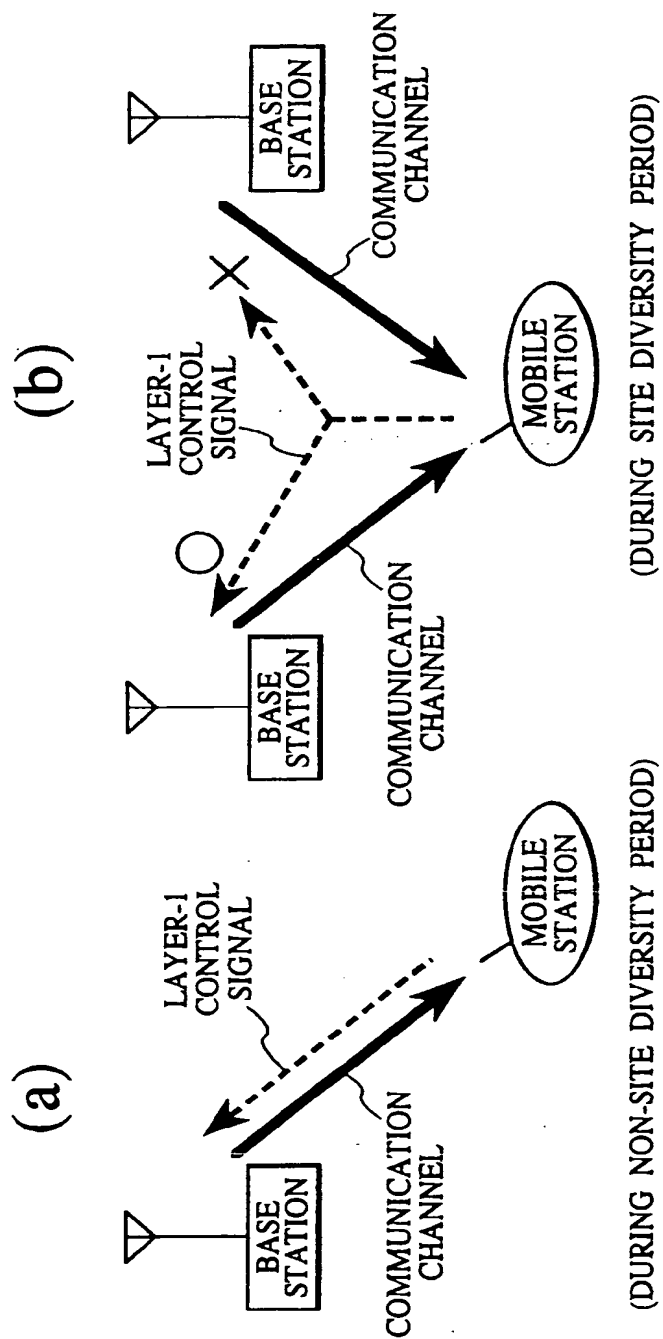 (a)
LAYER-1
CONTROL
SIGNAL
BASE
STATION
COMMUNICATION
CHANNEL
MOBILE
STATION
(DURING NON-SITE DIVERSITY PERIOD)
(b)
LAYER-1
CONTROL
SIGNAL
BASE
STATION
BASE
STATION
COMMUNICATION
CHANNEL
COMMUNICATION
CHANNEL
MOBILE
STATION
(DURING SITE DIVERSITY PERIOD)